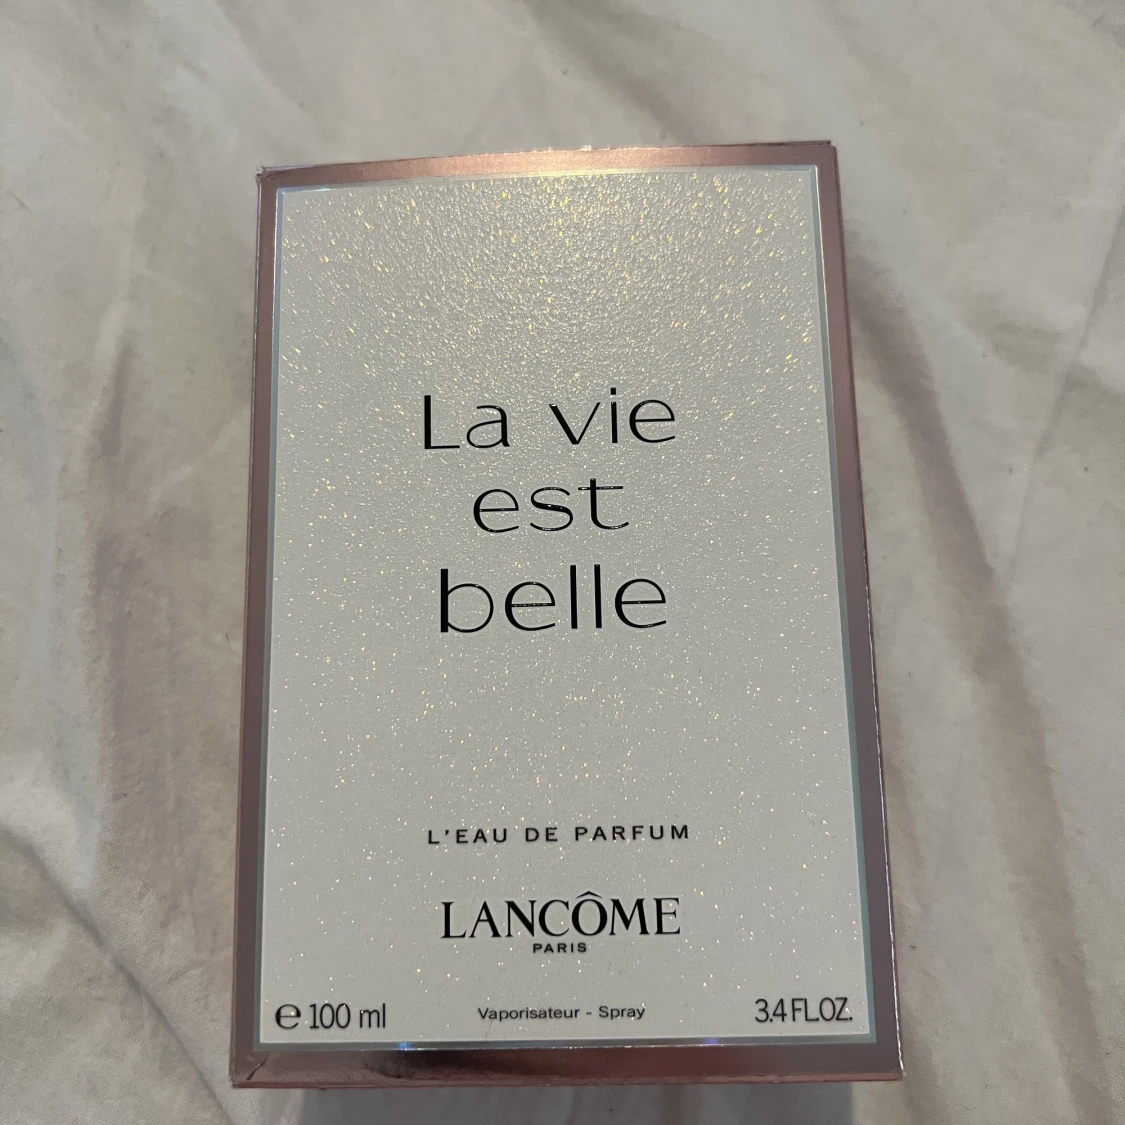 La vie
est
belle
L'EAU DE PARFUM
LANCÔME
PARIS
℮ 100 ml Vaporisateur - Spray 3.4 FL.OZ.